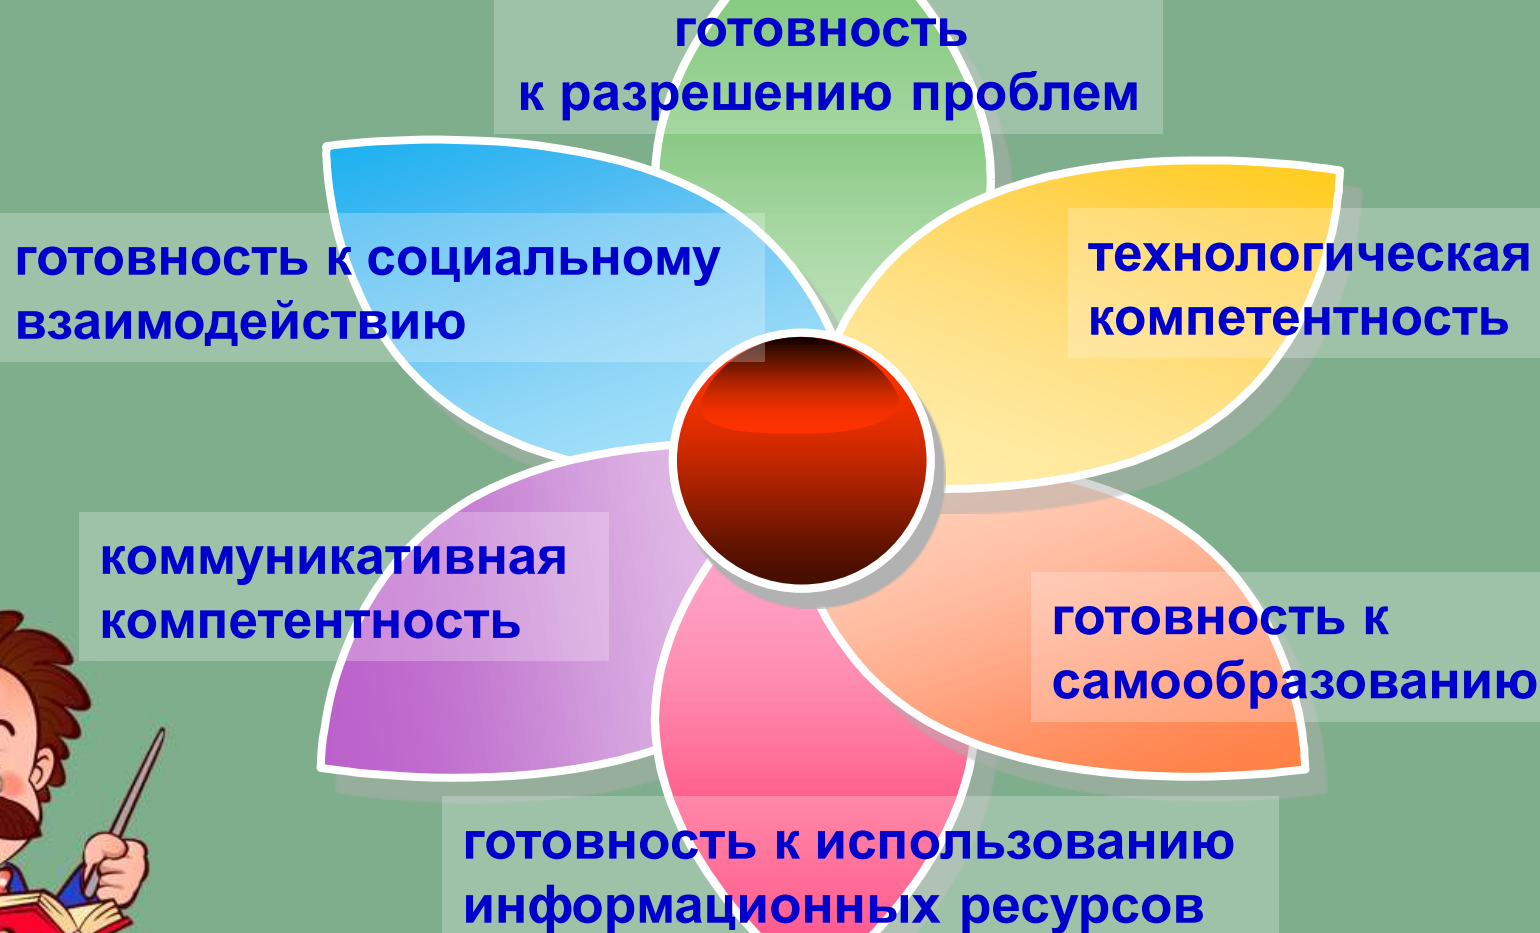 готовность
к разрешению проблем
готовность к социальному
взаимодействию
технологическая
компетентность
коммуникативная
компетентность
готовность к
самообразованию
готовность к использованию
информационных ресурсов